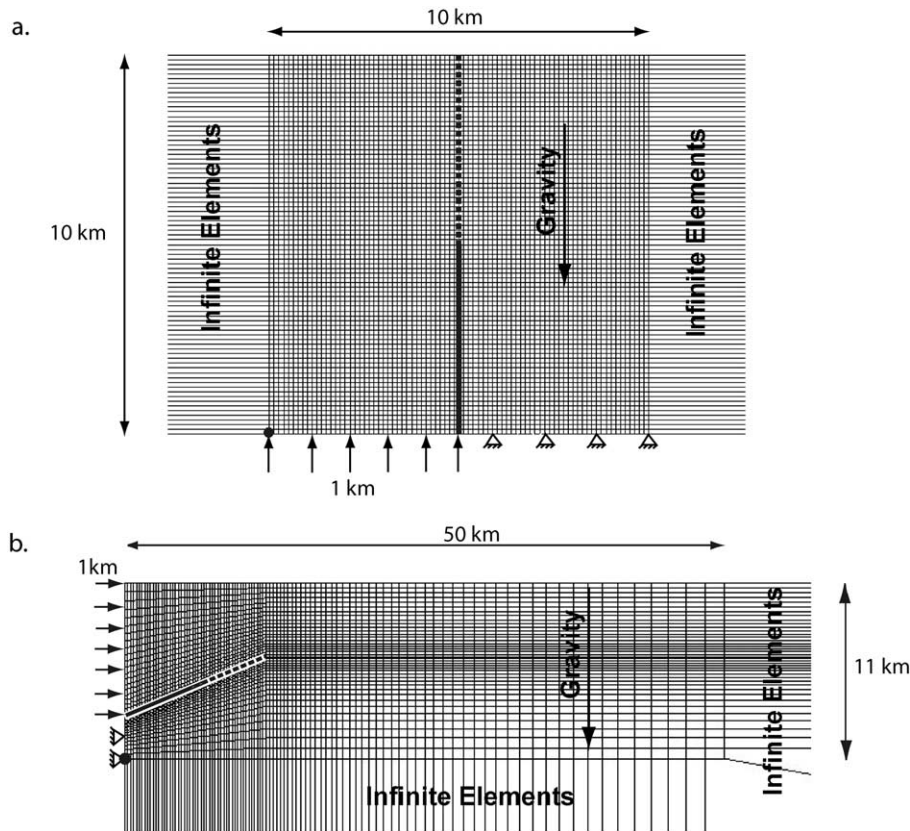 a.
10 km
10 km
Infinite Elements
Gravity
Infinite Elements
1 km
b.
50 km
1km
Gravity
Infinite Elements
11 km
Infinite Elements